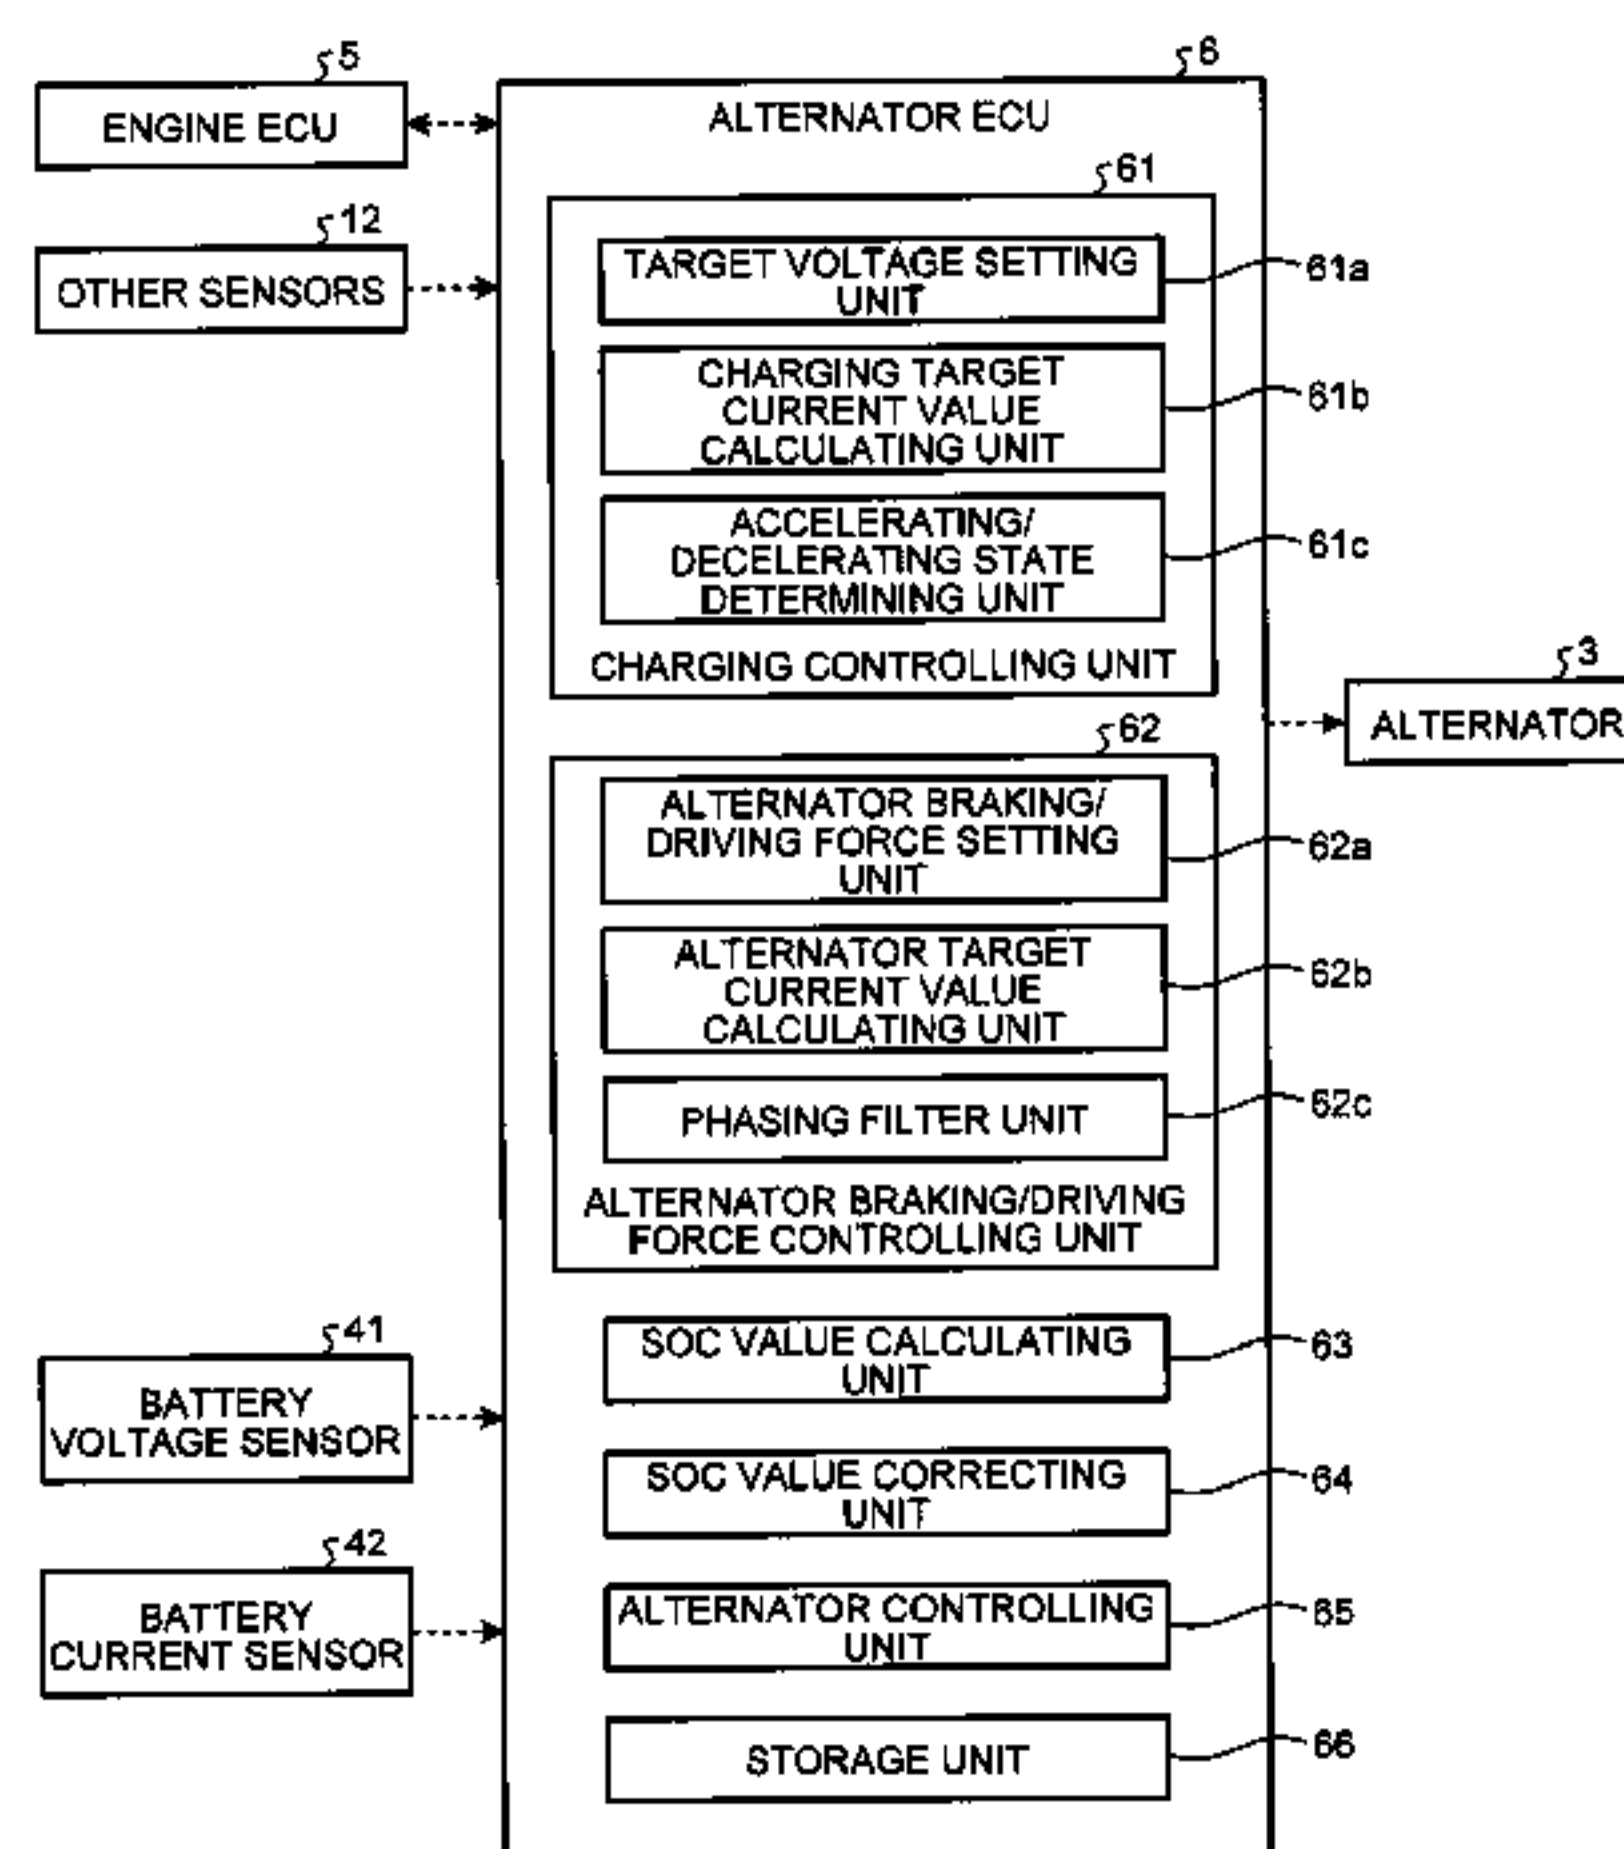 5
ENGINE ECU
12
OTHER SENSORS
6
ALTERNATOR ECU
61
TARGET VOLTAGE SETTING
UNIT
61a
CHARGING TARGET
CURRENT VALUE
CALCULATING UNIT
61b
ACCELERATING/
DECELERATING STATE
DETERMINING UNIT
61c
CHARGING CONTROLLING UNIT
3
ALTERNATOR
62
ALTERNATOR BRAKING/
DRIVING FORCE SETTING
UNIT
62a
ALTERNATOR TARGET
CURRENT VALUE
CALCULATING UNIT
62b
PHASING FILTER UNIT
62c
ALTERNATOR BRAKING/DRIVING
FORCE CONTROLLING UNIT
41
BATTERY
VOLTAGE SENSOR
SOC VALUE CALCULATING
UNIT
63
SOC VALUE CORRECTING
UNIT
64
42
BATTERY
CURRENT SENSOR
ALTERNATOR CONTROLLING
UNIT
65
STORAGE UNIT
66